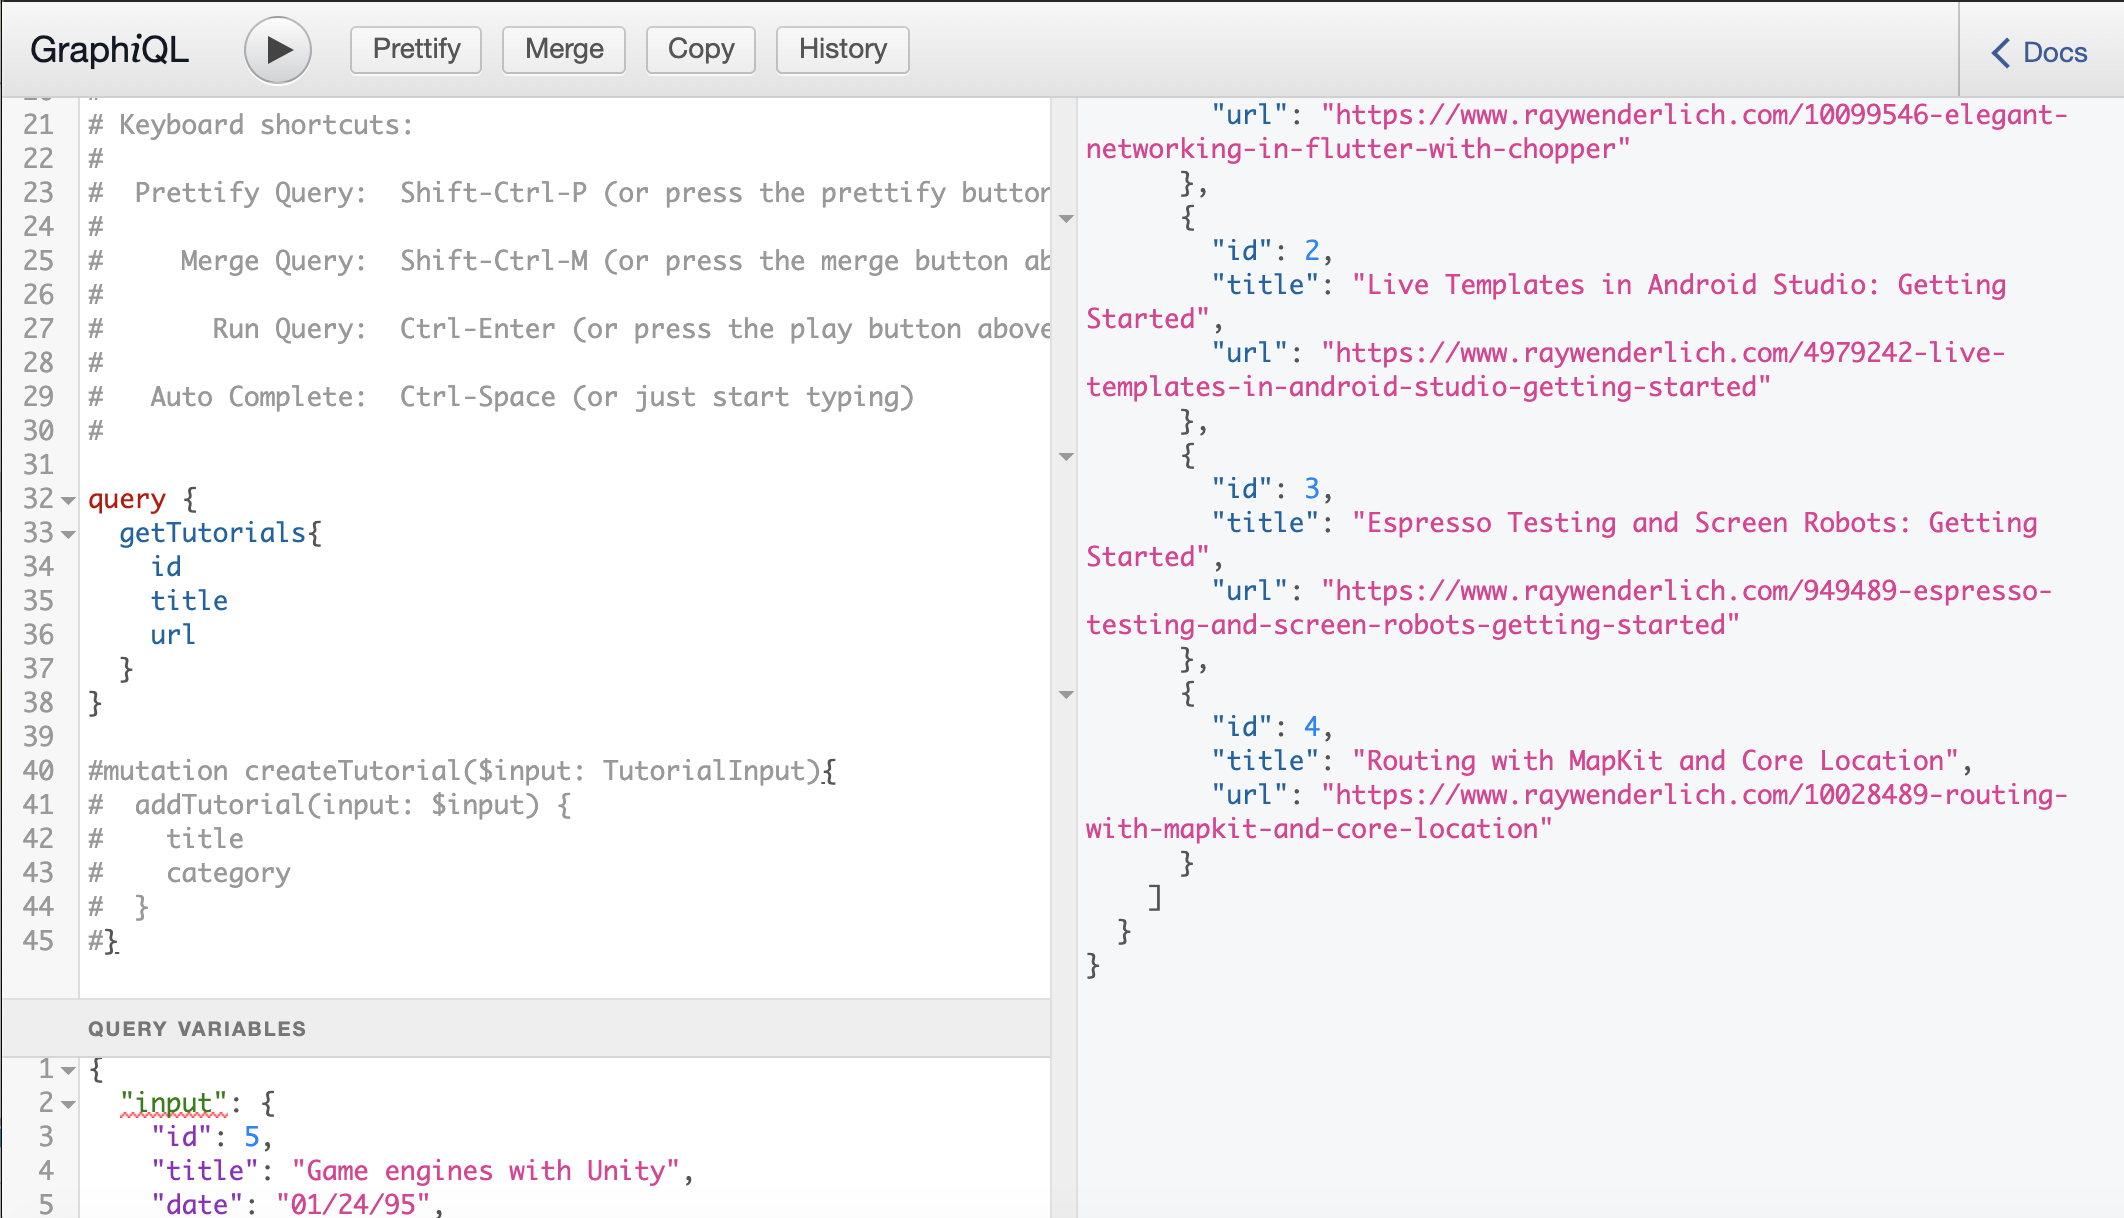 GraphiQL
Prettify
Merge
Copy
History
Docs
21 # Keyboard shortcuts:
22 #
23 #  Prettify Query:  Shift-Ctrl-P (or press the prettify button
24 #
25 #     Merge Query:  Shift-Ctrl-M (or press the merge button ab
26 #
27 #       Run Query:  Ctrl-Enter (or press the play button above
28 #
29 #   Auto Complete:  Ctrl-Space (or just start typing)
30 #
31
32 query {
33   getTutorials{
34     id
35     title
36     url
37   }
38 }
39
40 #mutation createTutorial($input: TutorialInput){
41 #  addTutorial(input: $input) {
42 #    title
43 #    category
44 #  }
45 #}
QUERY VARIABLES
1 {
2   "input": {
3     "id": 5,
4     "title": "Game engines with Unity",
5     "date": "01/24/95",
        "url": "https://www.raywenderlich.com/10099546-elegant-
networking-in-flutter-with-chopper"
      },
      {
        "id": 2,
        "title": "Live Templates in Android Studio: Getting
Started",
        "url": "https://www.raywenderlich.com/4979242-live-
templates-in-android-studio-getting-started"
      },
      {
        "id": 3,
        "title": "Espresso Testing and Screen Robots: Getting
Started",
        "url": "https://www.raywenderlich.com/949489-espresso-
testing-and-screen-robots-getting-started"
      },
      {
        "id": 4,
        "title": "Routing with MapKit and Core Location",
        "url": "https://www.raywenderlich.com/10028489-routing-
with-mapkit-and-core-location"
      }
    ]
  }
}